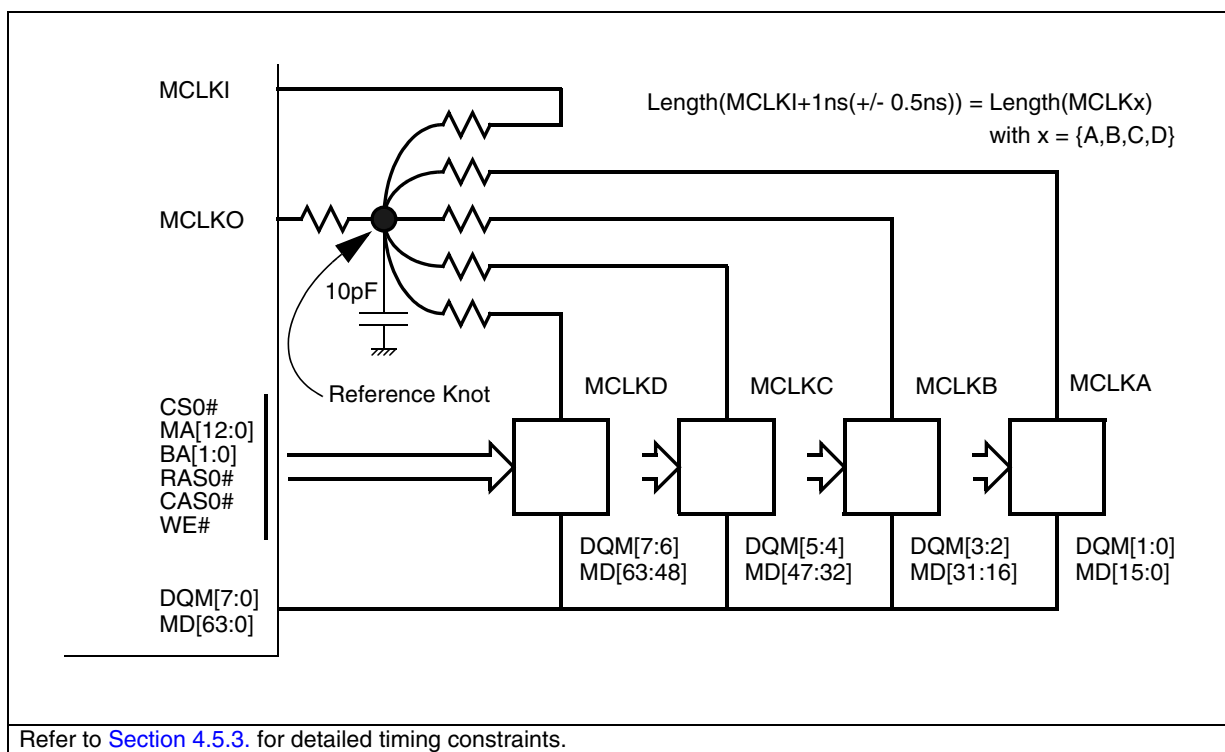 MCLKI
Length(MCLKI+1ns(+/- 0.5ns)) = Length(MCLKx)
with x = {A,B,C,D}
MCLKO
10pF
Reference Knot
MCLKD
MCLKC
MCLKB
MCLKA
CS0#
MA[12:0]
BA[1:0]
RAS0#
CAS0#
WE#
DQM[7:6]
MD[63:48]
DQM[5:4]
MD[47:32]
DQM[3:2]
MD[31:16]
DQM[1:0]
MD[15:0]
DQM[7:0]
MD[63:0]
Refer to Section 4.5.3. for detailed timing constraints.